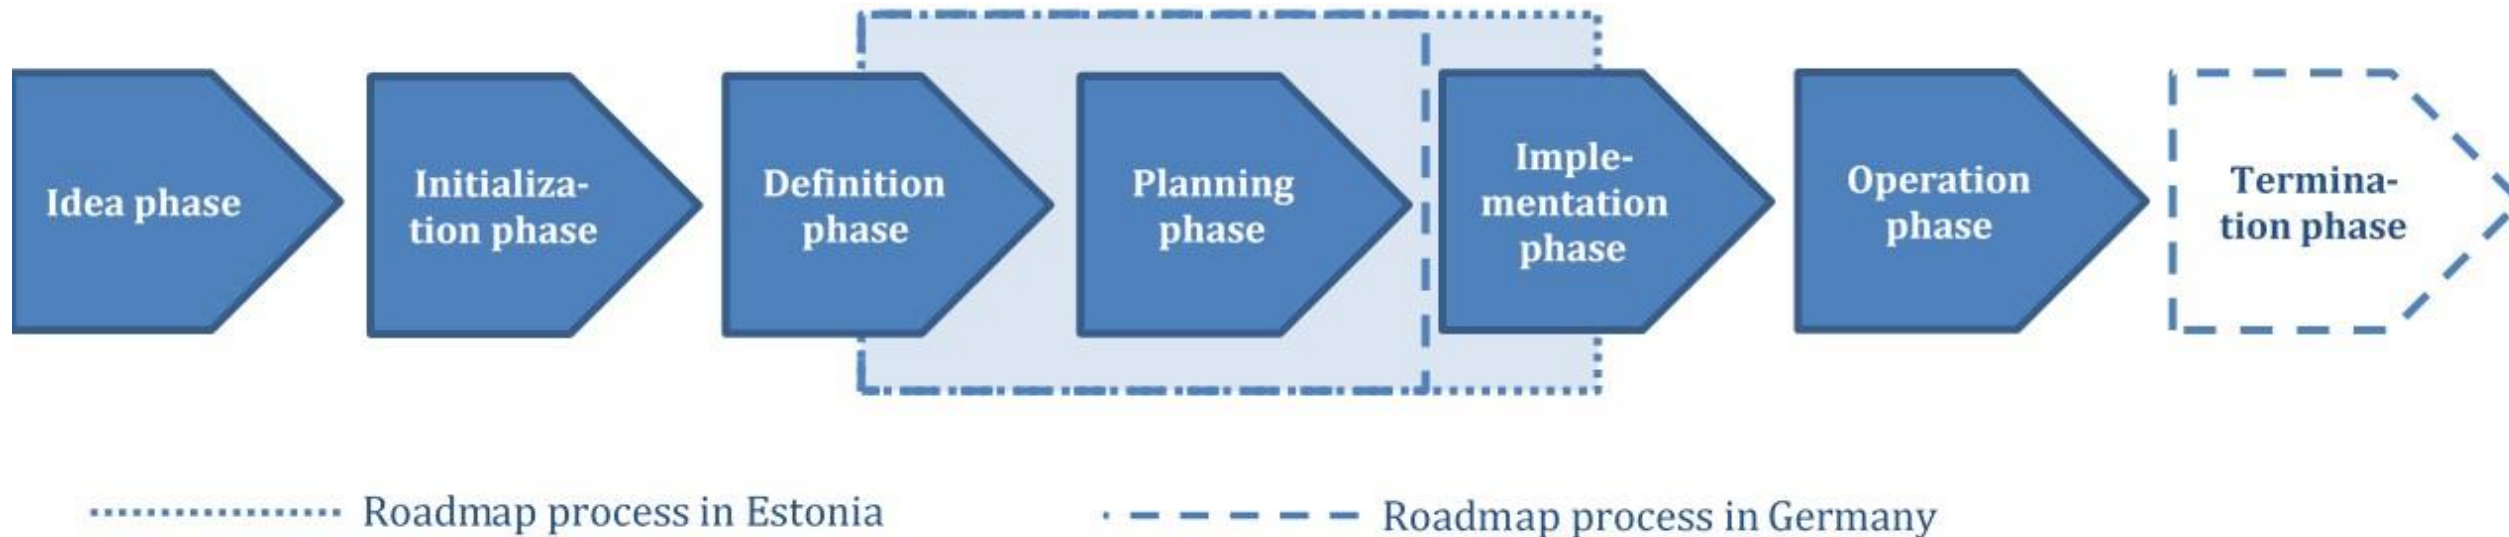 Idea phase
Initializa-
tion phase
Definition
phase
Planning
phase
Imple-
mentation
phase
Operation
phase
Termina-
tion phase
Roadmap process in Estonia
Roadmap process in Germany